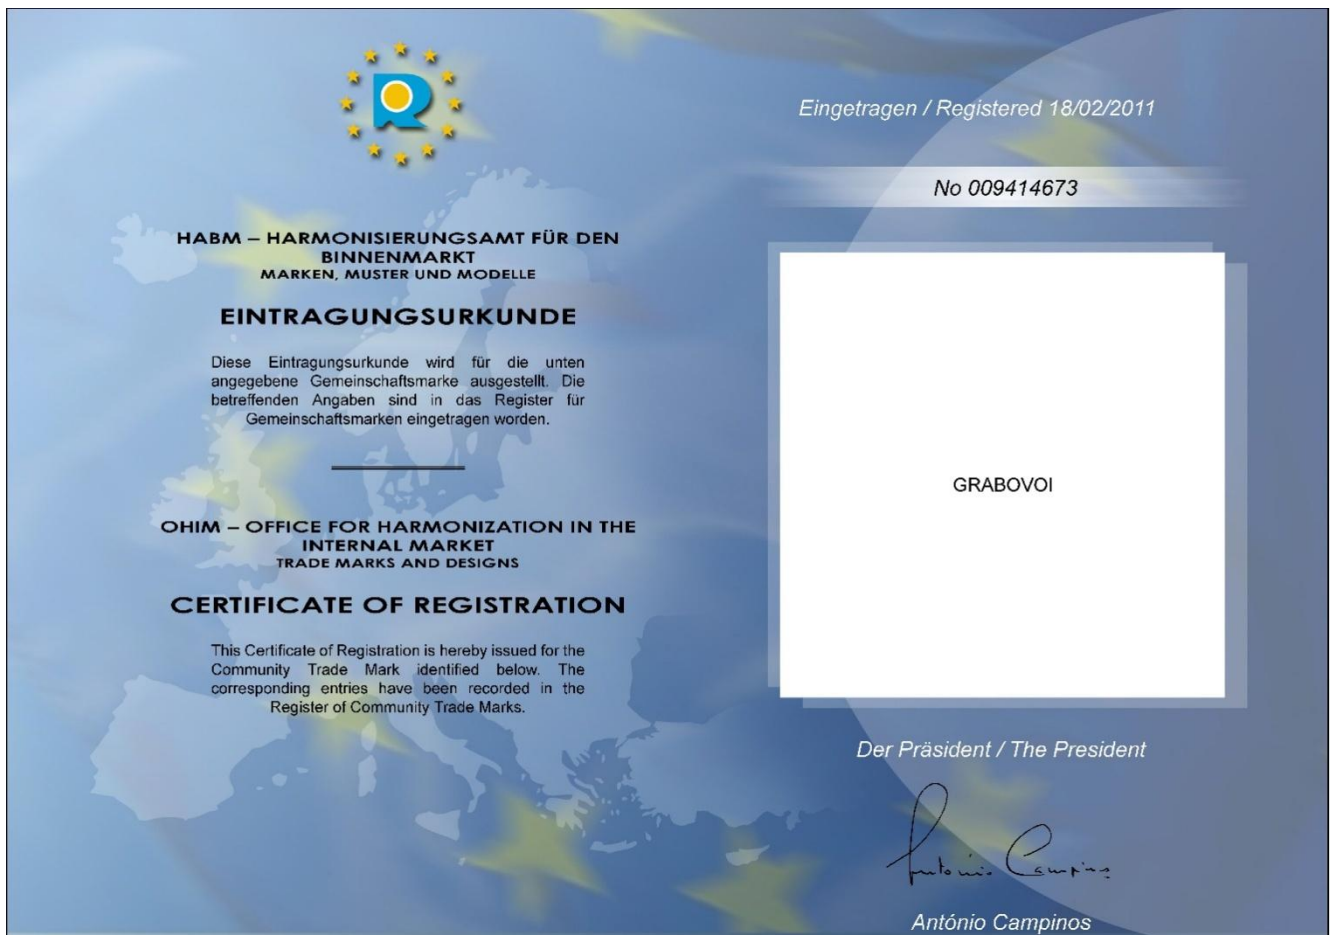 HABM – HARMONISIERUNGSAMT FÜR DEN
BINNENMARKT
MARKEN, MUSTER UND MODELLE
EINTRAGUNGSURKUNDE
Diese Eintragungsurkunde wird für die unten
angegebene Gemeinschaftsmarke ausgestellt. Die
betreffenden Angaben sind in das Register für
Gemeinschaftsmarken eingetragen worden.
OHIM – OFFICE FOR HARMONIZATION IN THE
INTERNAL MARKET
TRADE MARKS AND DESIGNS
CERTIFICATE OF REGISTRATION
This Certificate of Registration is hereby issued for the
Community Trade Mark identified below. The
corresponding entries have been recorded in the
Register of Community Trade Marks.
Eingetragen / Registered 18/02/2011
No 009414673
GRABOVOI
Der Präsident / The President
António Campinos
António Campinos